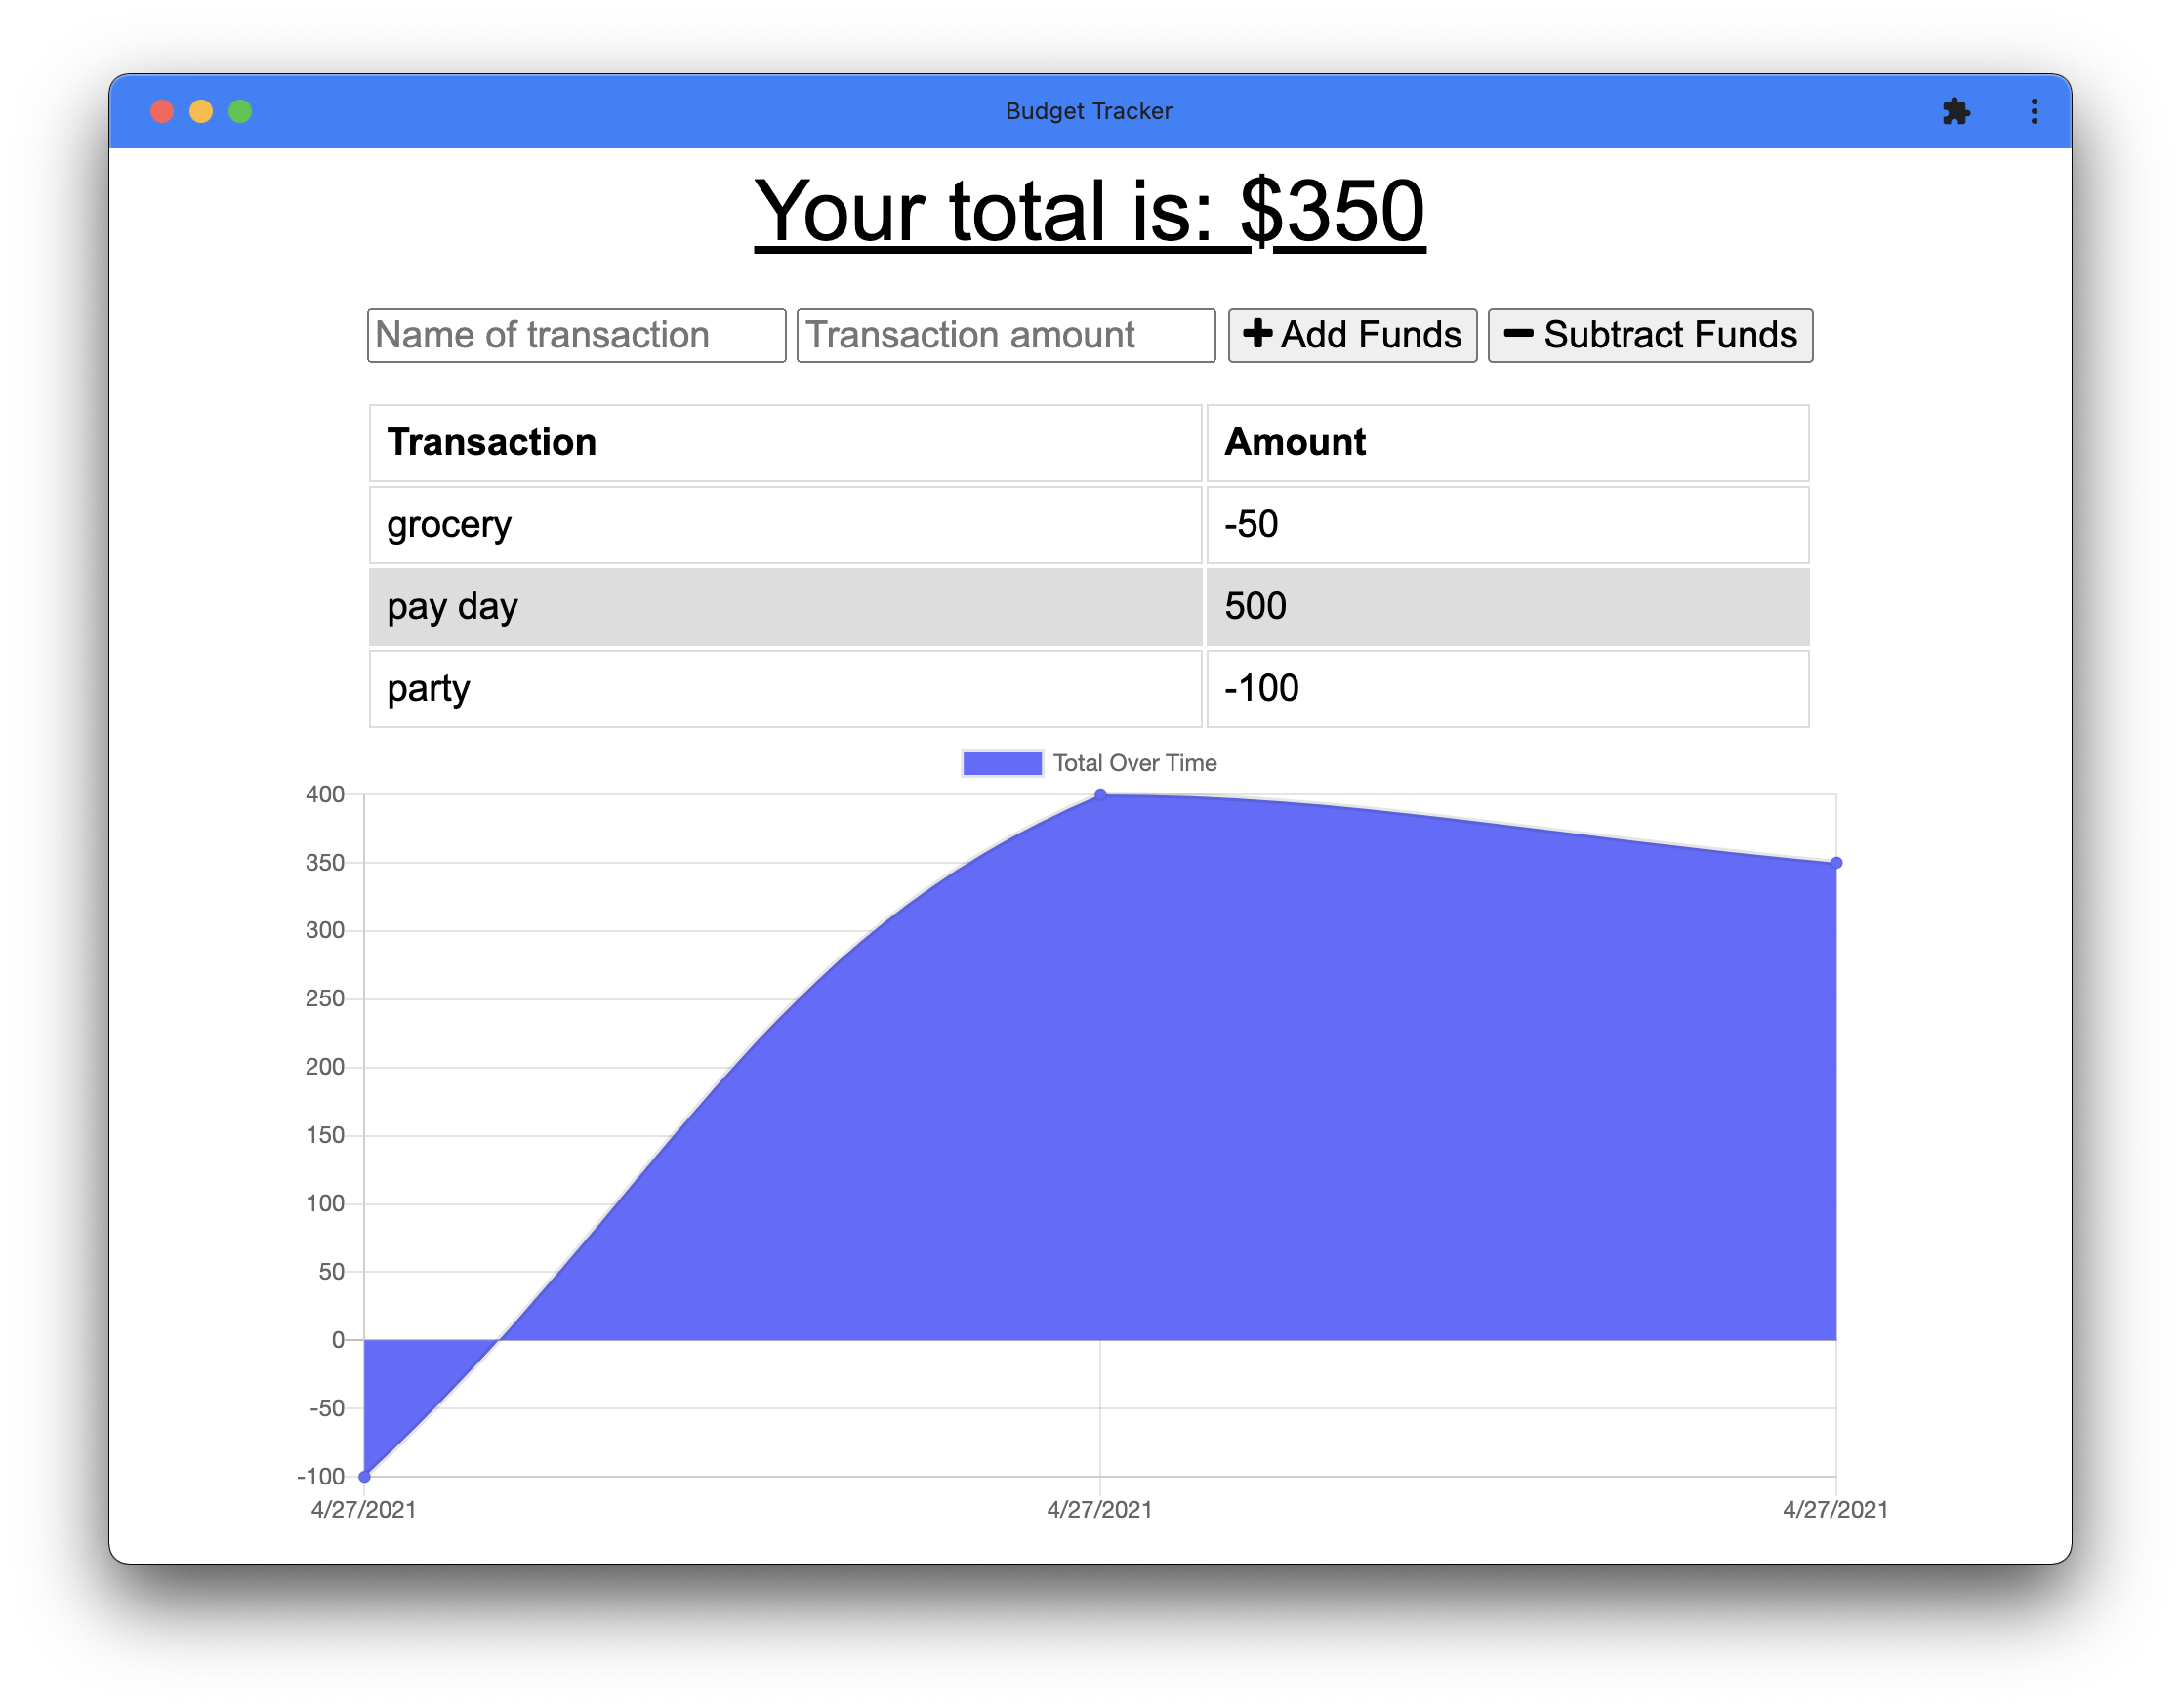 Budget Tracker
Your total is: $350
Name of transaction Transaction amount Add Funds Subtract Funds
Transaction Amount
grocery -50
pay day 500
party -100
Total Over Time
400
350
300
250
200
150
100
50
0
-50
-100
4/27/2021 4/27/2021 4/27/2021